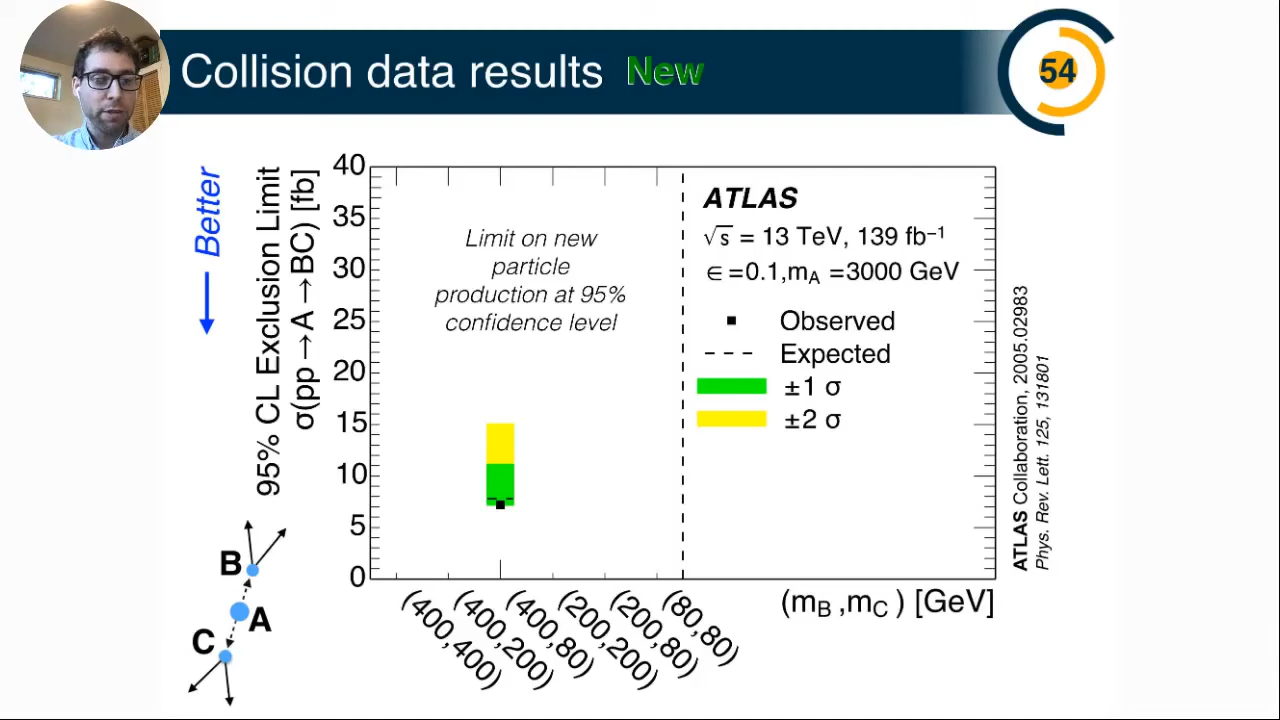 Collision data results New
54
Better
95% CL Exclusion Limit
σ(pp→A→BC) [fb]
40
35
30
25
20
15
10
5
0
Limit on new
particle
production at 95%
confidence level
ATLAS
√s = 13 TeV, 139 fb⁻¹
∈=0.1,mA =3000 GeV
Observed
Expected
±1 σ
±2 σ
(400,400)
(400,200)
(400,80)
(200,200)
(200,80)
(80,80)
(mB ,mC ) [GeV]
ATLAS Collaboration, 2005.02983
Phys. Rev. Lett. 125, 131801
B
A
C